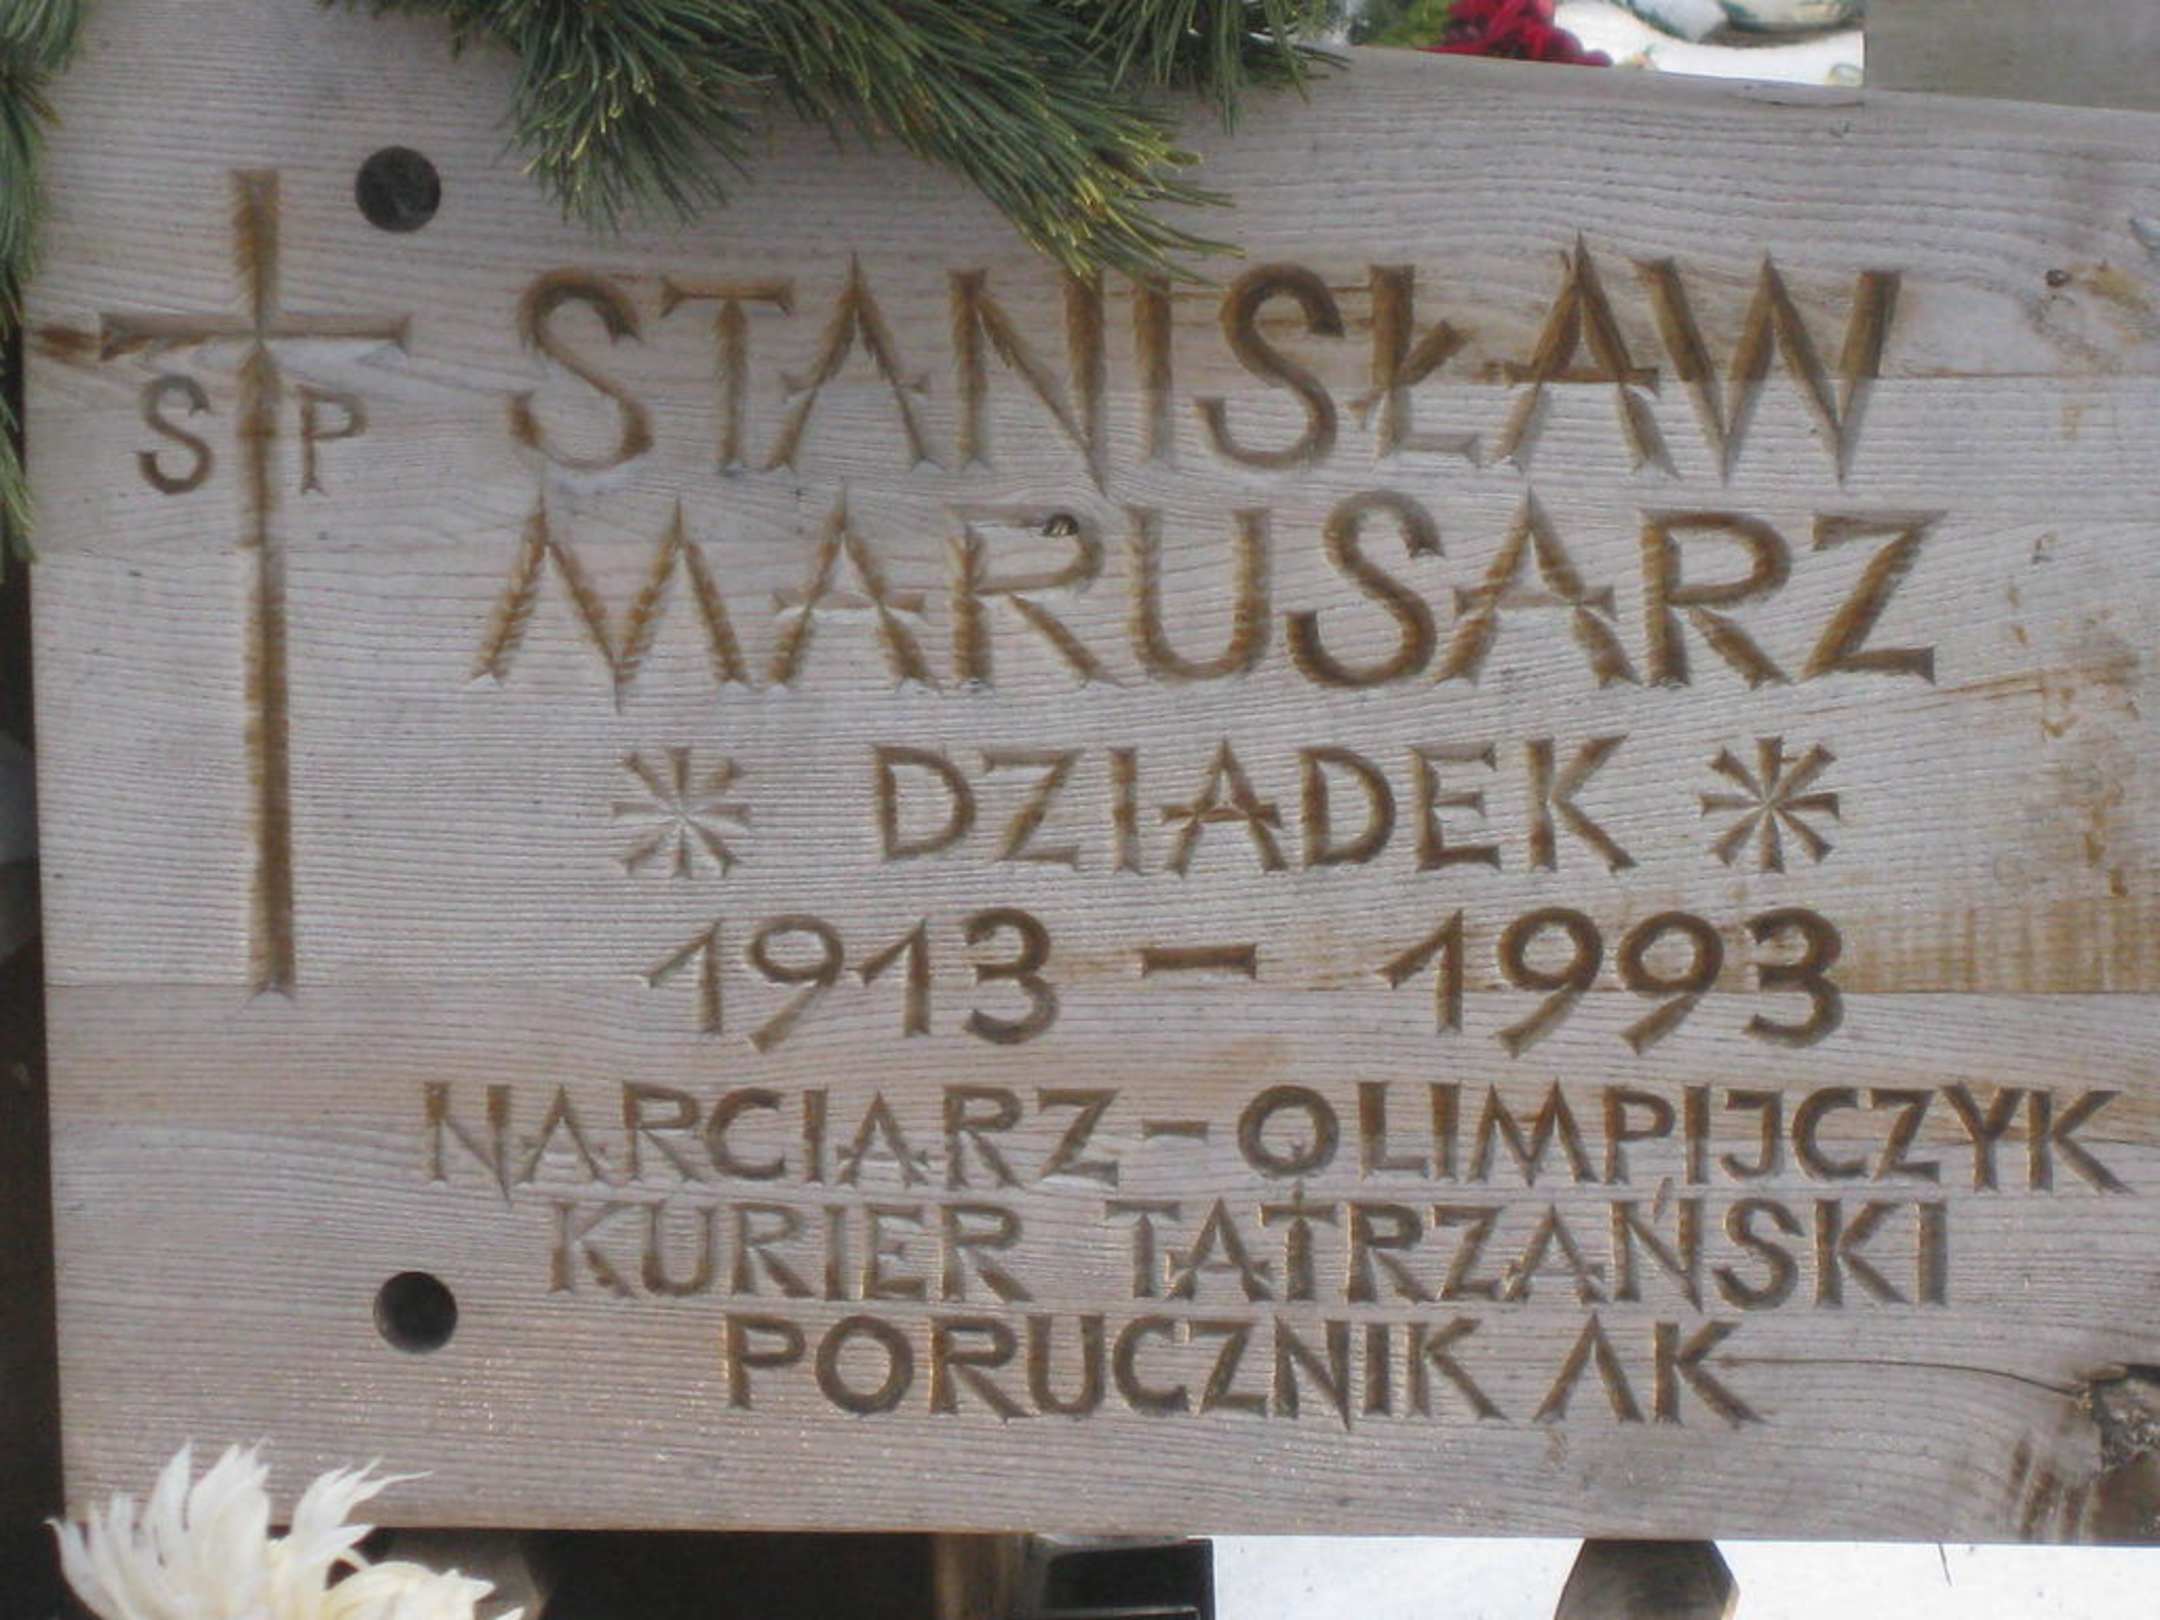 S P
STANISŁAW
MARUSARZ
* DZIADEK *
1913 - 1993
NARCIARZ - OLIMPIJCZYK
KURIER TATRZAŃSKI
PORUCZNIK AK